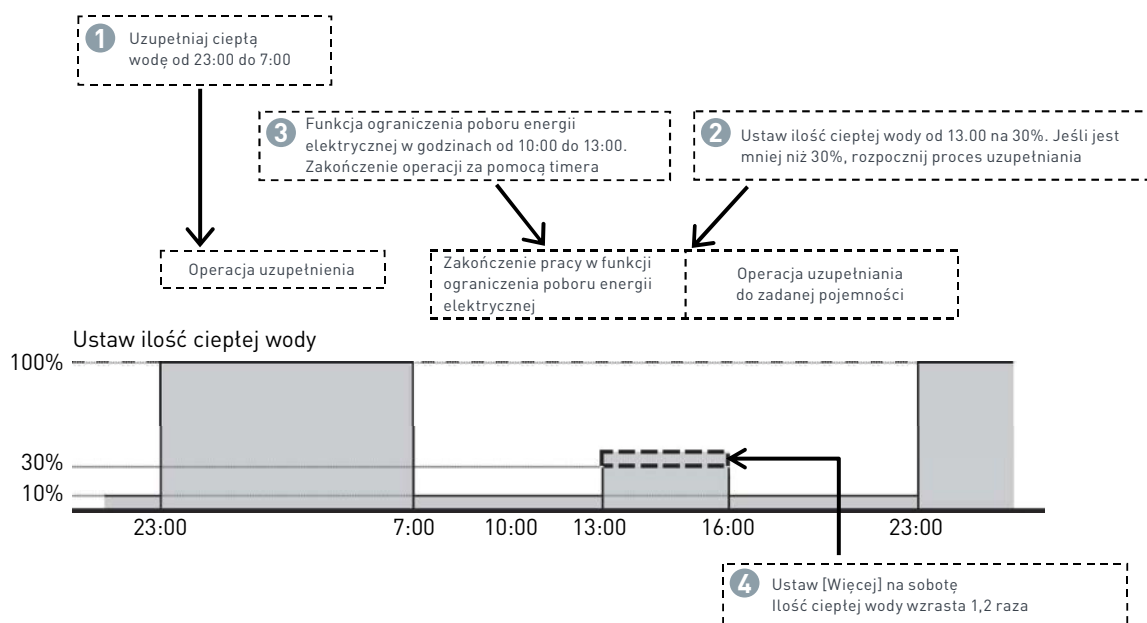 1 Uzupełniaj ciepłą
wodę od 23:00 do 7:00
3 Funkcja ograniczenia poboru energii
elektrycznej w godzinach od 10:00 do 13:00.
Zakończenie operacji za pomocą timera
2 Ustaw ilość ciepłej wody od 13.00 na 30%. Jeśli jest
mniej niż 30%, rozpocznij proces uzupełniania
Operacja uzupełnienia
Zakończenie pracy w funkcji
ograniczenia poboru energii
elektrycznej
Operacja uzupełniania
do zadanej pojemności
Ustaw ilość ciepłej wody
100%
30%
10%
23:00 7:00 10:00 13:00 16:00 23:00
4 Ustaw [Więcej] na sobotę
Ilość ciepłej wody wzrasta 1,2 raza